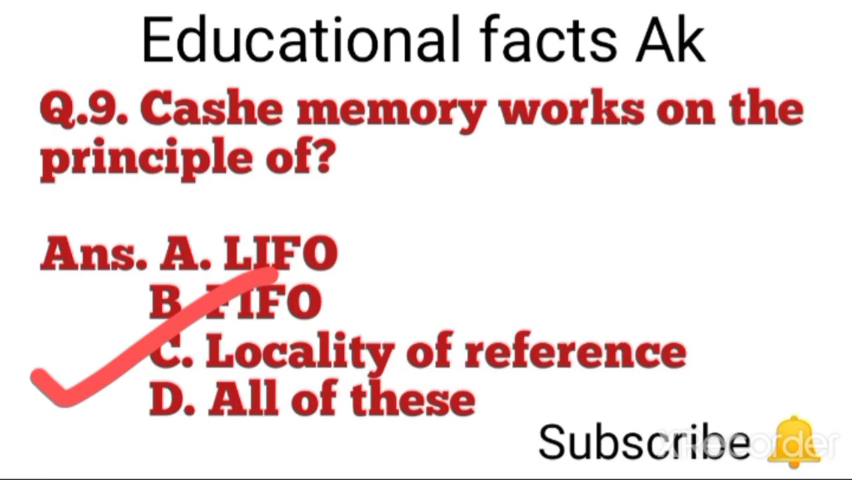 Educational facts Ak
Q.9. Cashe memory works on the
principle of?
Ans. A. LIFO
B. FIFO
C. Locality of reference
D. All of these
Subscribe
XRecorder